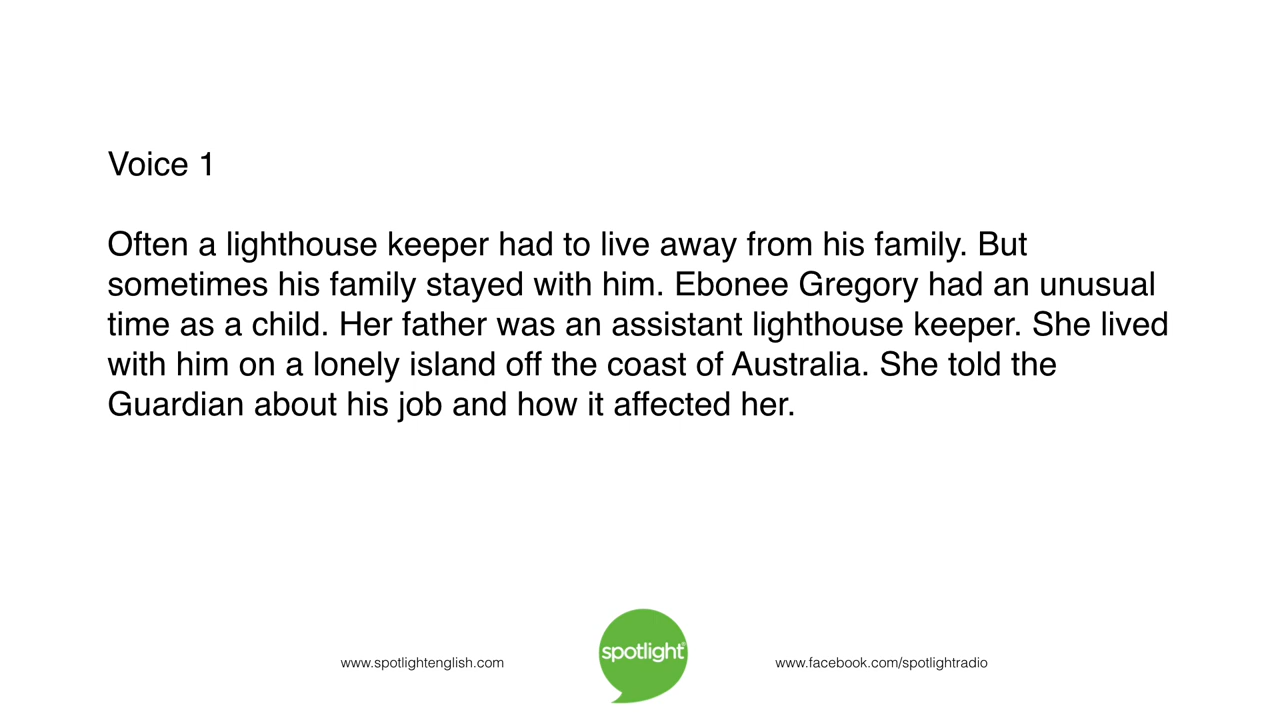 Voice 1
Often a lighthouse keeper had to live away from his family. But
sometimes his family stayed with him. Ebonee Gregory had an unusual
time as a child. Her father was an assistant lighthouse keeper. She lived
with him on a lonely island off the coast of Australia. She told the
Guardian about his job and how it affected her.
www.spotlightenglish.com
spotlight®
www.facebook.com/spotlightradio